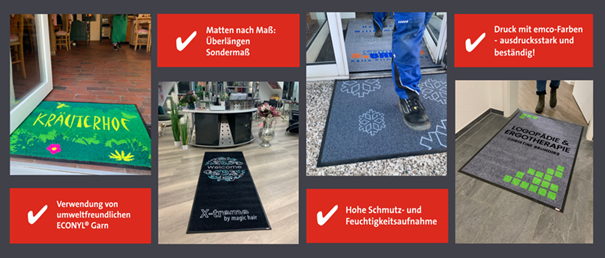 KRÄUTERHOF
Verwendung von
umweltfreundlichen
ECONYL® Garn
Matten nach Maß:
Überlängen
Sondermaß
welcome
X-treme
by magic hair
Hohe Schmutz- und
Feuchtigkeitsaufnahme
Druck mit emco-Farben
- ausdrucksstark und
beständig!
LOGOPÄDIE &
ERGOTHERAPIE